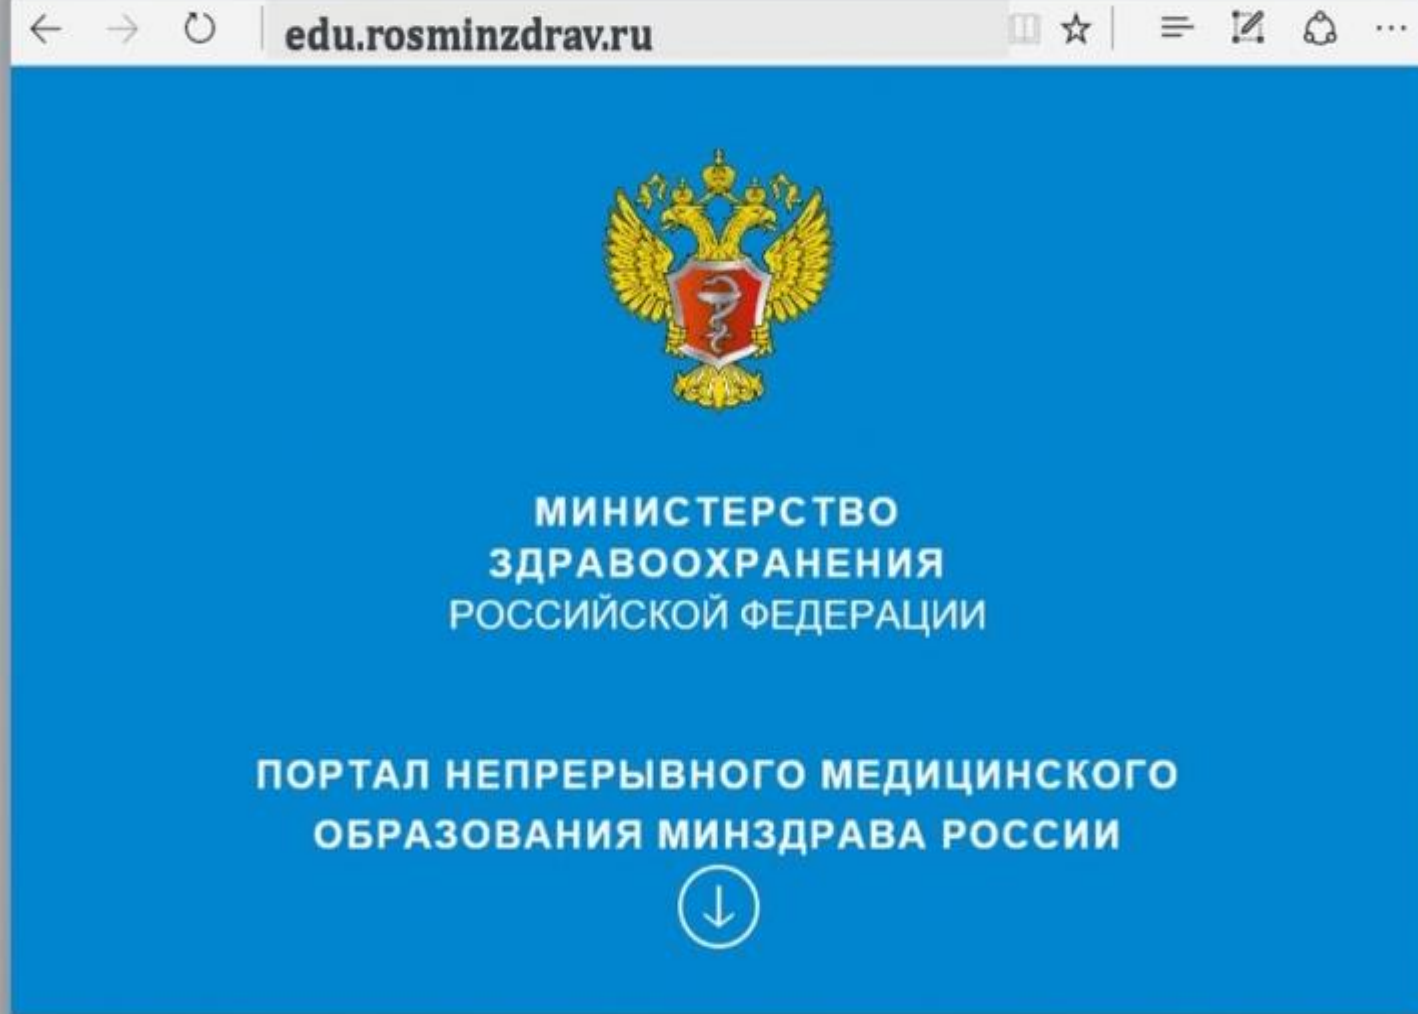 edu.rosminzdrav.ru
МИНИСТЕРСТВО
ЗДРАВООХРАНЕНИЯ
РОССИЙСКОЙ ФЕДЕРАЦИИ
ПОРТАЛ НЕПРЕРЫВНОГО МЕДИЦИНСКОГО
ОБРАЗОВАНИЯ МИНЗДРАВА РОССИИ